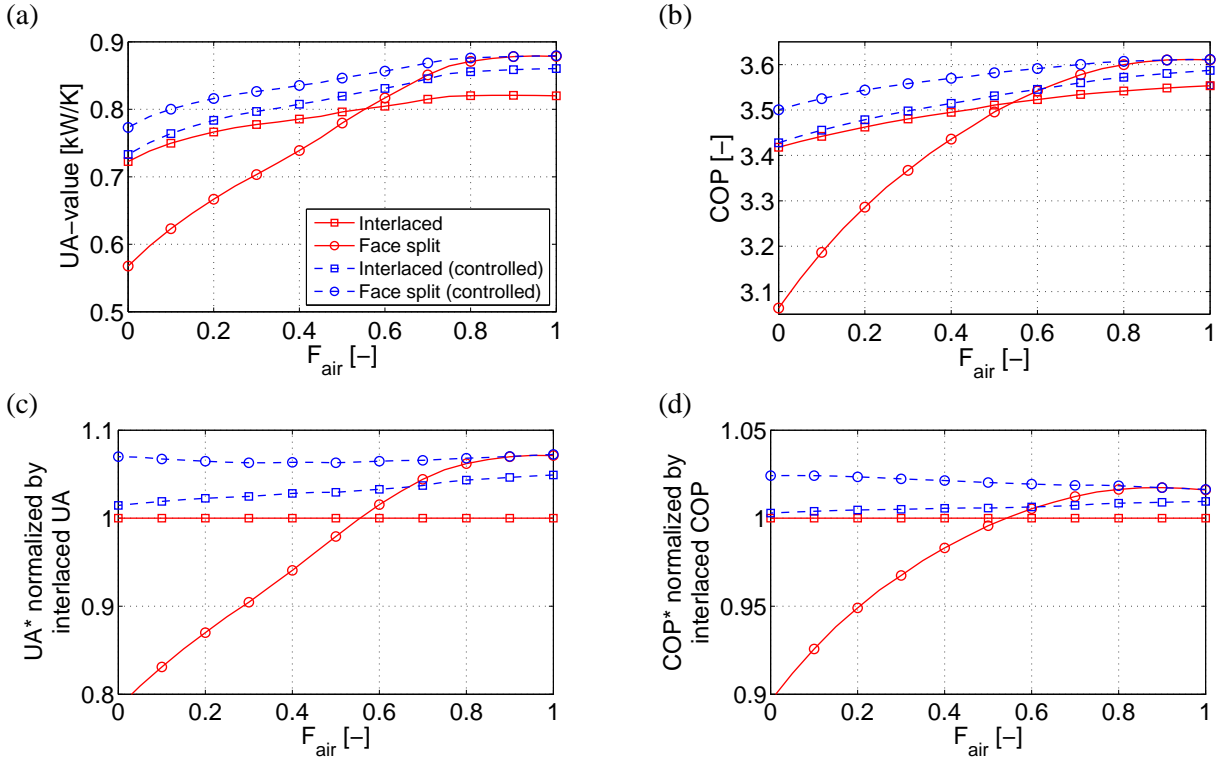 (a)
UA-value [kW/K]
0.9
0.8
0.7
0.6
0.5
0
0.2
0.4
0.6
0.8
1
F_air [-]
Interlaced
Face split
Interlaced (controlled)
Face split (controlled)
(b)
COP [-]
3.6
3.5
3.4
3.3
3.2
3.1
0
0.2
0.4
0.6
0.8
1
F_air [-]
(c)
UA* normalized by
interlaced UA
1.1
1
0.9
0.8
0
0.2
0.4
0.6
0.8
1
F_air [-]
(d)
COP* normalized by
interlaced COP
1.05
1
0.95
0.9
0
0.2
0.4
0.6
0.8
1
F_air [-]